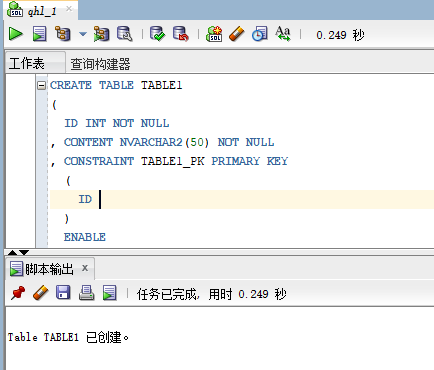 qhl_1
0.249 秒
工作表 查询构建器
CREATE TABLE TABLE1
(
ID INT NOT NULL
, CONTENT NVARCHAR2(50) NOT NULL
, CONSTRAINT TABLE1_PK PRIMARY KEY
(
ID
)
ENABLE
脚本输出 x
任务已完成, 用时 0.249 秒
Table TABLE1 已创建。